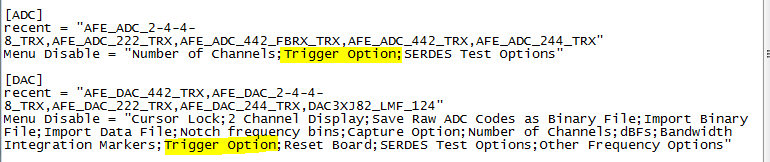 [ADC]
recent = "AFE_ADC_2-4-4-
8_TRX,AFE_ADC_222_TRX,AFE_ADC_442_FBRX_TRX,AFE_ADC_442_TRX,AFE_ADC_244_TRX"
Menu Disable = "Number of Channels;Trigger Option;SERDES Test Options"
[DAC]
recent = "AFE_DAC_442_TRX,AFE_DAC_2-4-4-
8_TRX,AFE_DAC_222_TRX,AFE_DAC_244_TRX,DAC3XJ82_LMF_124"
Menu Disable = "Cursor Lock;2 Channel Display;Save Raw ADC Codes as Binary File;Import Binary
File;Import Data File;Notch frequency bins;Capture Option;Number of Channels;dBFs;Bandwidth
Integration Markers;Trigger Option;Reset Board;SERDES Test Options;Other Frequency Options"